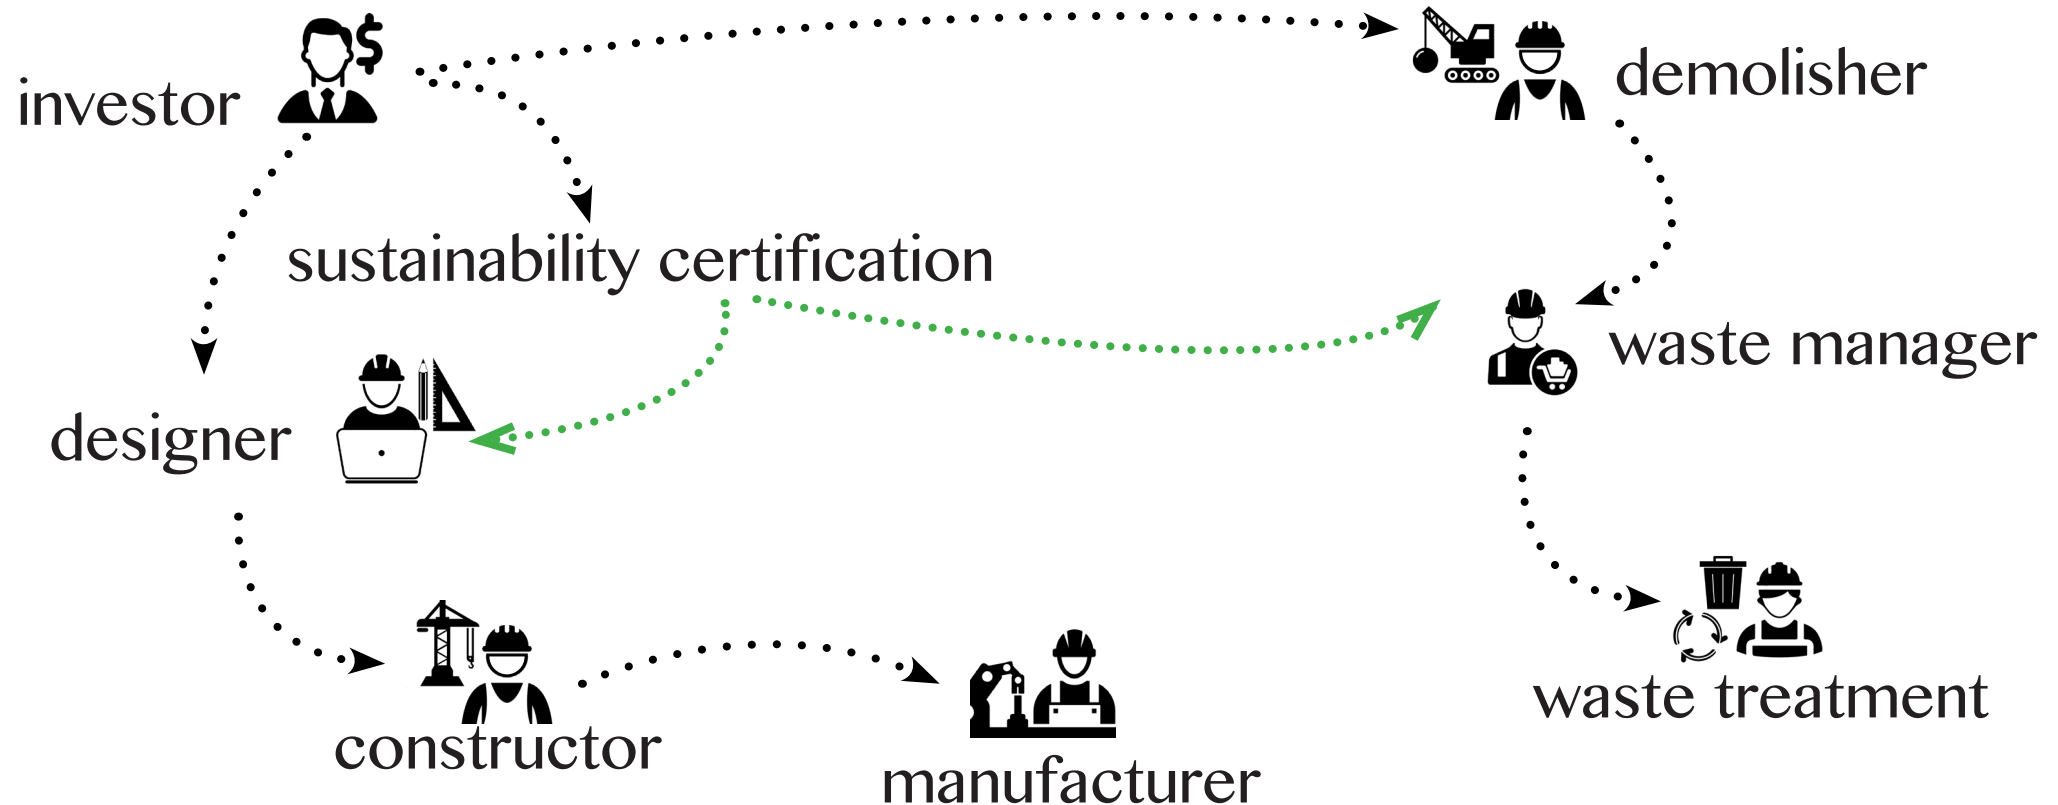 investor
demolisher
sustainability certification
waste manager
designer
waste treatment
constructor
manufacturer